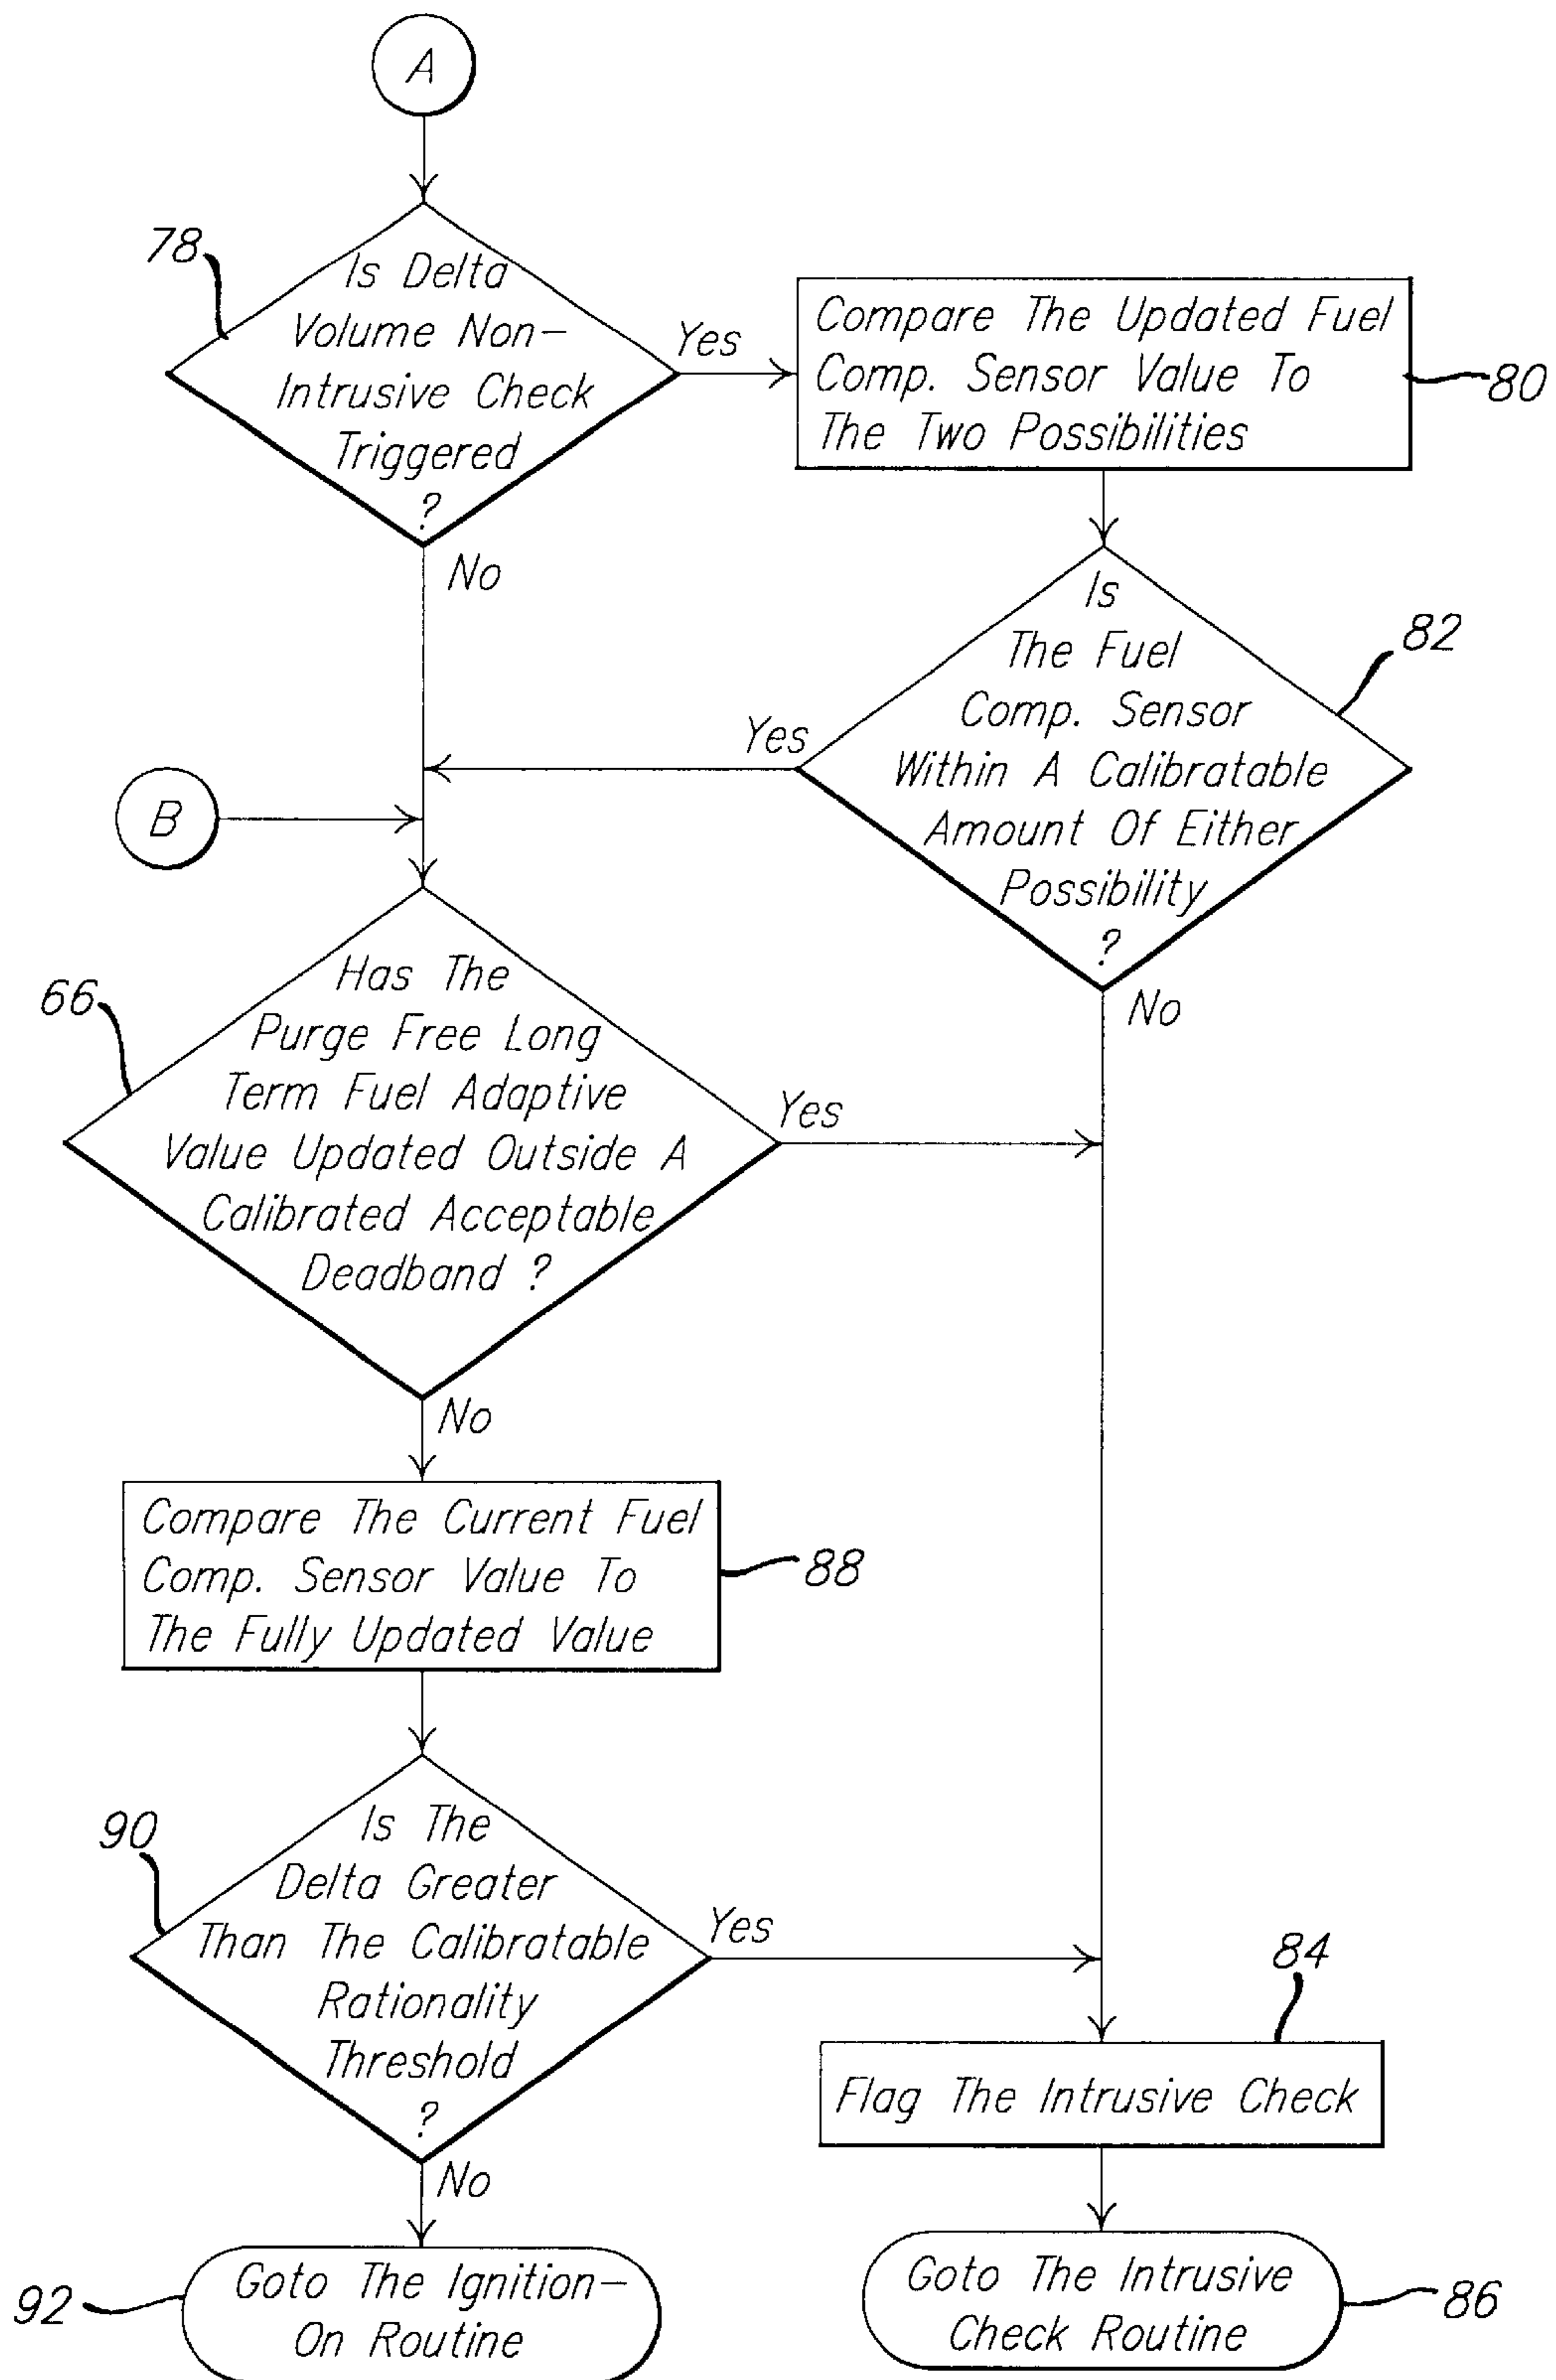 A
78
Is Delta
Volume Non-
Intrusive Check
Triggered
?
Yes
No
Compare The Updated Fuel
Comp. Sensor Value To
The Two Possibilities
80
Is
The Fuel
Comp. Sensor
Within A Calibratable
Amount Of Either
Possibility
?
82
Yes
No
B
66
Has The
Purge Free Long
Term Fuel Adaptive
Value Updated Outside A
Calibrated Acceptable
Deadband ?
Yes
No
Compare The Current Fuel
Comp. Sensor Value To
The Fully Updated Value
88
90
Is The
Delta Greater
Than The Calibratable
Rationality
Threshold
?
Yes
No
84
Flag The Intrusive Check
92
Goto The Ignition-
On Routine
Goto The Intrusive
Check Routine
86